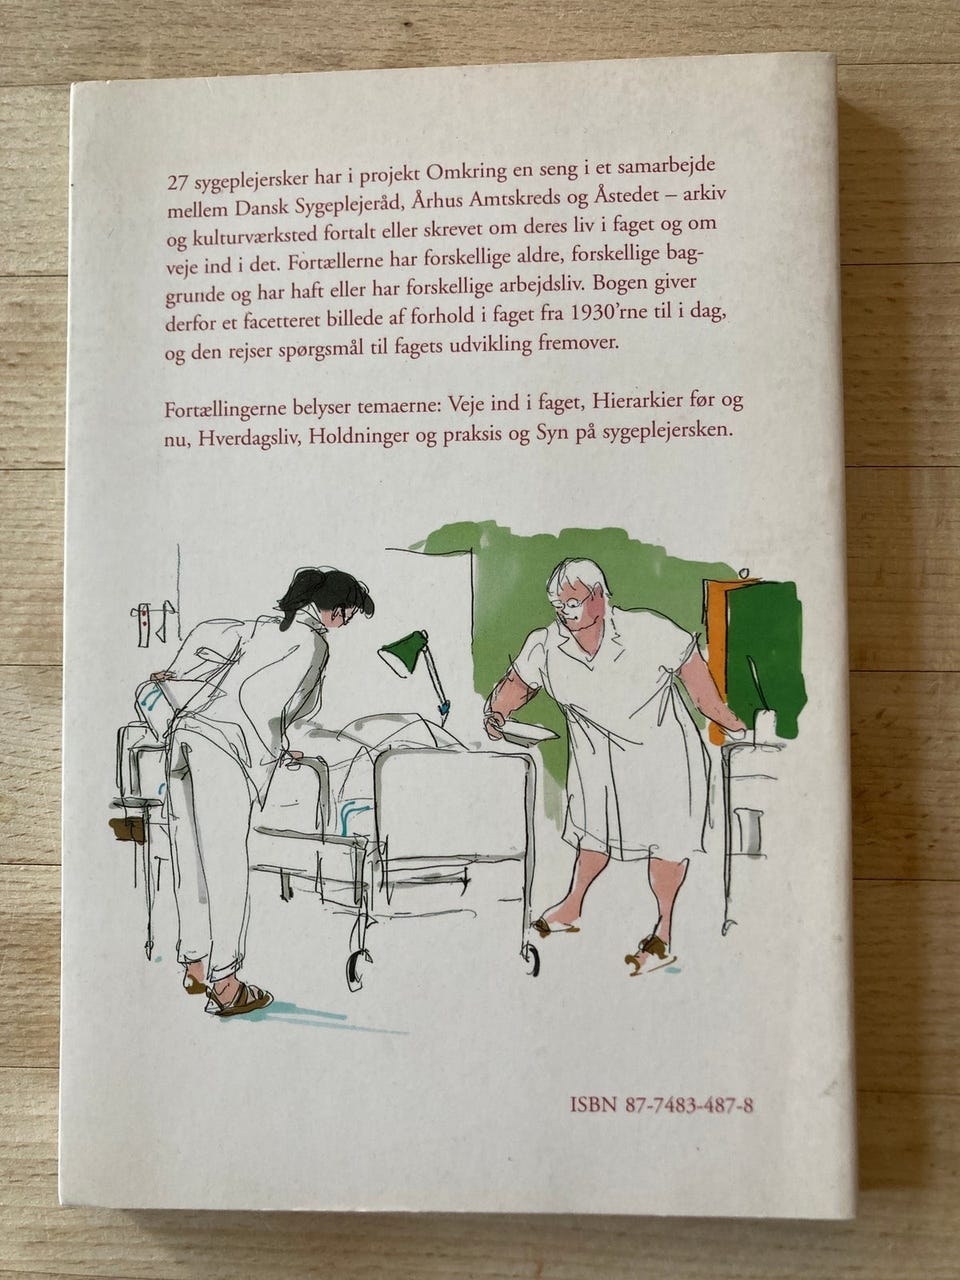 27 sygeplejersker har i projekt Omkring en seng i et samarbejde
mellem Dansk Sygeplejeråd, Århus Amtskreds og Åstedet – arkiv
og kulturværksted fortalt eller skrevet om deres liv i faget og om
veje ind i det. Fortællerne har forskellige aldre, forskellige bag-
grunde og har haft eller har forskellige arbejdsliv. Bogen giver
derfor et facetteret billede af forhold i faget fra 1930'rne til i dag,
og den rejser spørgsmål til fagets udvikling fremover.
Fortællingerne belyser temaerne: Veje ind i faget, Hierarkier før og
nu, Hverdagsliv, Holdninger og praksis og Syn på sygeplejersken.
ISBN 87-7483-487-8